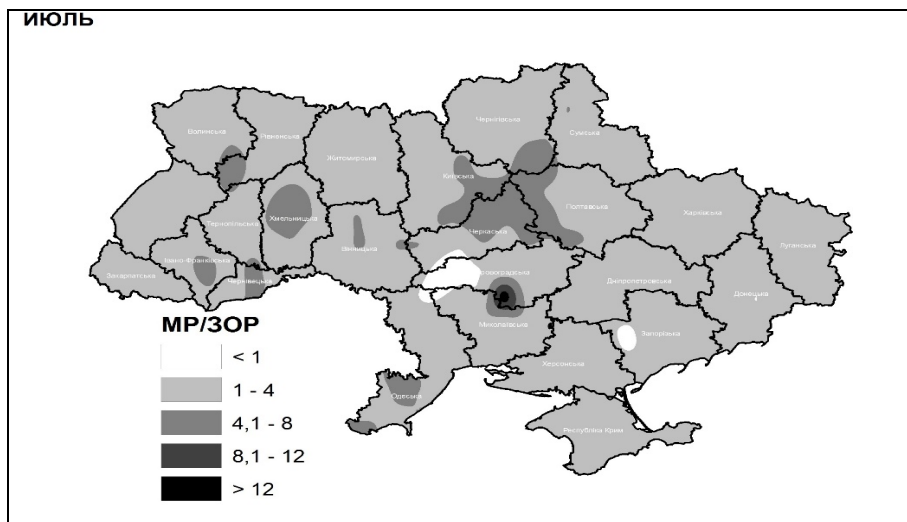 ИЮЛЬ
Чернігівська
Сумська
Волинська
Рівненська
Житомирська
Київська
Хмельницька
Тернопільська
Полтавська
Харківська
Черкаська
Луганська
Івано-Франківська
Вінницька
Закарпатська
Чернівецька
ровоградська
Дніпропетровська
Донецька
Миколаївська
Запорізька
Херсонська
Одеська
Республіка Крим
МР/ЗОР
< 1
1 - 4
4,1 - 8
8,1 - 12
> 12